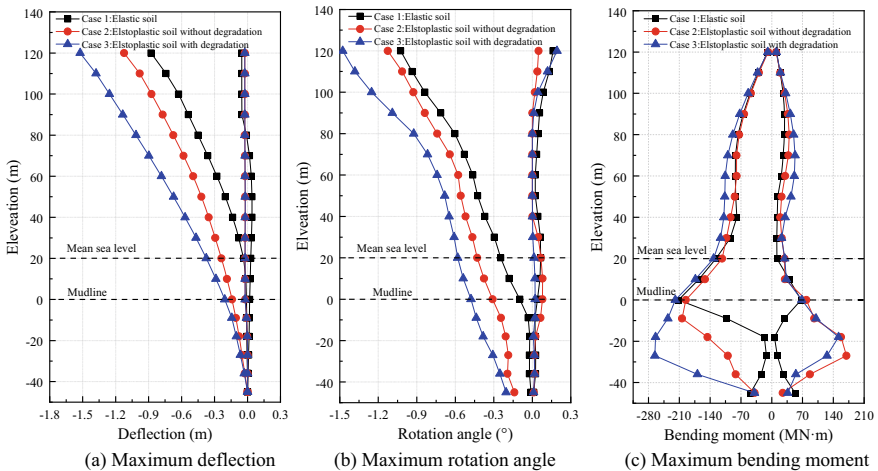 Case 1:Elastic soil
Case 2:Elstoplastic soil without degradation
Case 3:Elstoplastic soil with degradation
140
120
100
80
60
40
20
0
-20
-40
Eleveation (m)
Mean sea level
Mudline
-1.8 -1.5 -1.2 -0.9 -0.6 -0.3 0.0 0.3
Deflection (m)
(a) Maximum deflection
Case 1:Elastic soil
Case 2:Elstoplastic soil without degradation
Case 3:Elstoplastic soil with degradation
140
120
100
80
60
40
20
0
-20
-40
Elveation (m)
Mean sea level
Mudline
-1.5 -1.2 -0.9 -0.6 -0.3 0.0 0.3
Rotation angle (°)
(b) Maximum rotation angle
Case 1:Elastic soil
Case 2:Elstoplastic soil without degradation
Case 3:Elstoplastic soil with degradation
140
120
100
80
60
40
20
0
-20
-40
Elevation (m)
Mean sea level
Mudline
-280 -210 -140 -70 0 70 140 210
Bending moment (MN·m)
(c) Maximum bending moment